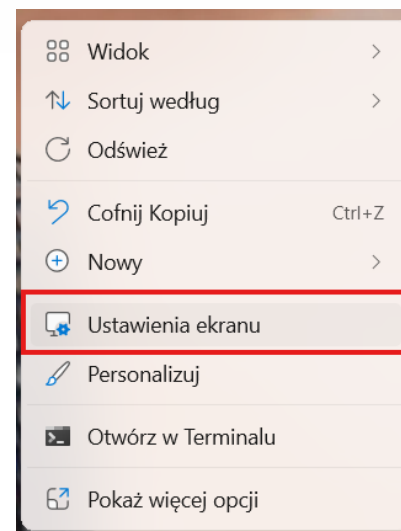 Widok
Sortuj według
Odśwież
Cofnij Kopiuj Ctrl+Z
Nowy
Ustawienia ekranu
Personalizuj
Otwórz w Terminalu
Pokaż więcej opcji